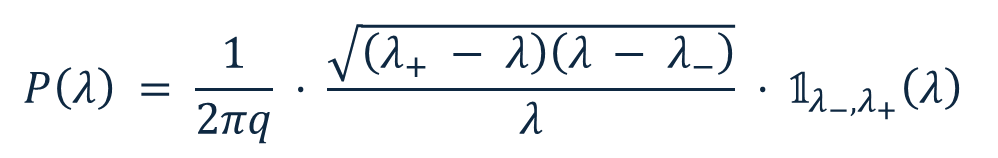 P(λ) = 1/(2πq) · √((λ₊ − λ)(λ − λ₋))/λ · 𝟙_{λ₋,λ₊}(λ)